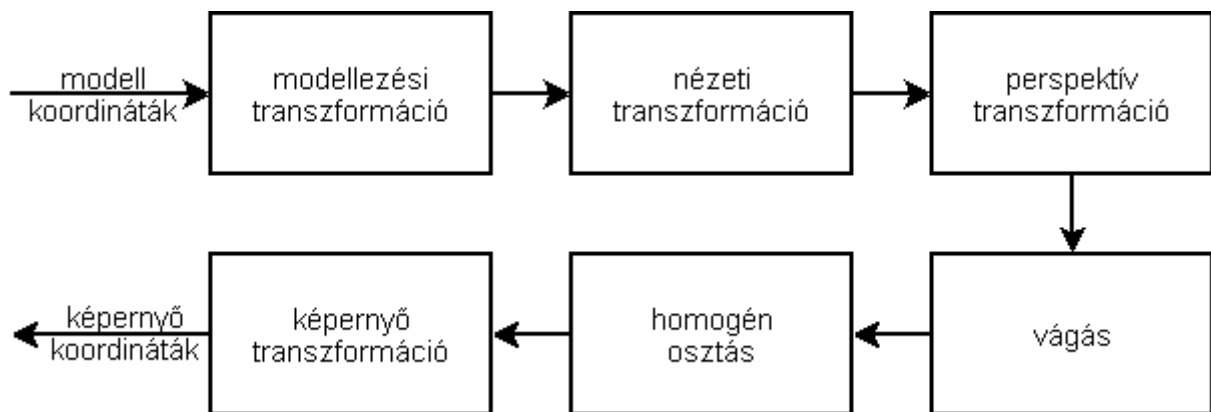 modell
koordináták
modellezési
transzformáció
nézeti
transzformáció
perspektív
transzformáció
vágás
homogén
osztás
képernyő
transzformáció
képernyő
koordináták